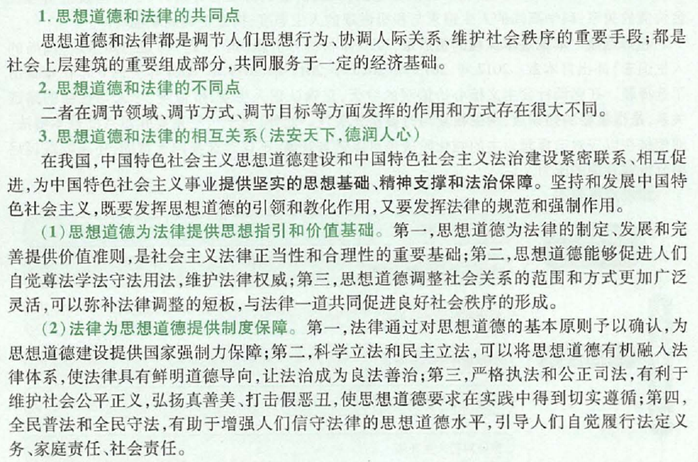 1.思想道德和法律的共同点
思想道德和法律都是调节人们思想行为、协调人际关系、维护社会秩序的重要手段;都是
社会上层建筑的重要组成部分,共同服务于一定的经济基础。
2.思想道德和法律的不同点
二者在调节领域、调节方式、调节目标等方面发挥的作用和方式存在很大不同。
3.思想道德和法律的相互关系(法安天下,德润人心)
在我国,中国特色社会主义思想道德建设和中国特色社会主义法治建设紧密联系、相互促
进,为中国特色社会主义事业提供坚实的思想基础、精神支撑和法治保障。坚持和发展中国特
色社会主义,既要发挥思想道德的引领和教化作用,又要发挥法律的规范和强制作用。
(1)思想道德为法律提供思想指引和价值基础。第一,思想道德为法律的制定、发展和完
善提供价值准则,是社会主义法律正当性和合理性的重要基础;第二,思想道德能够促进人们
自觉尊法学法守法用法,维护法律权威;第三,思想道德调整社会关系的范围和方式更加广泛
灵活,可以弥补法律调整的短板,与法律一道共同促进良好社会秩序的形成。
(2)法律为思想道德提供制度保障。第一,法律通过对思想道德的基本原则予以确认,为
思想道德建设提供国家强制力保障;第二,科学立法和民主立法,可以将思想道德有机融入法
律体系,使法律具有鲜明道德导向,让法治成为良法善治;第三,严格执法和公正司法,有利于
维护社会公平正义,弘扬真善美、打击假恶丑,使思想道德要求在实践中得到切实遵循;第四,
全民普法和全民守法,有助于增强人们信守法律的思想道德水平,引导人们自觉履行法定义
务、家庭责任、社会责任。